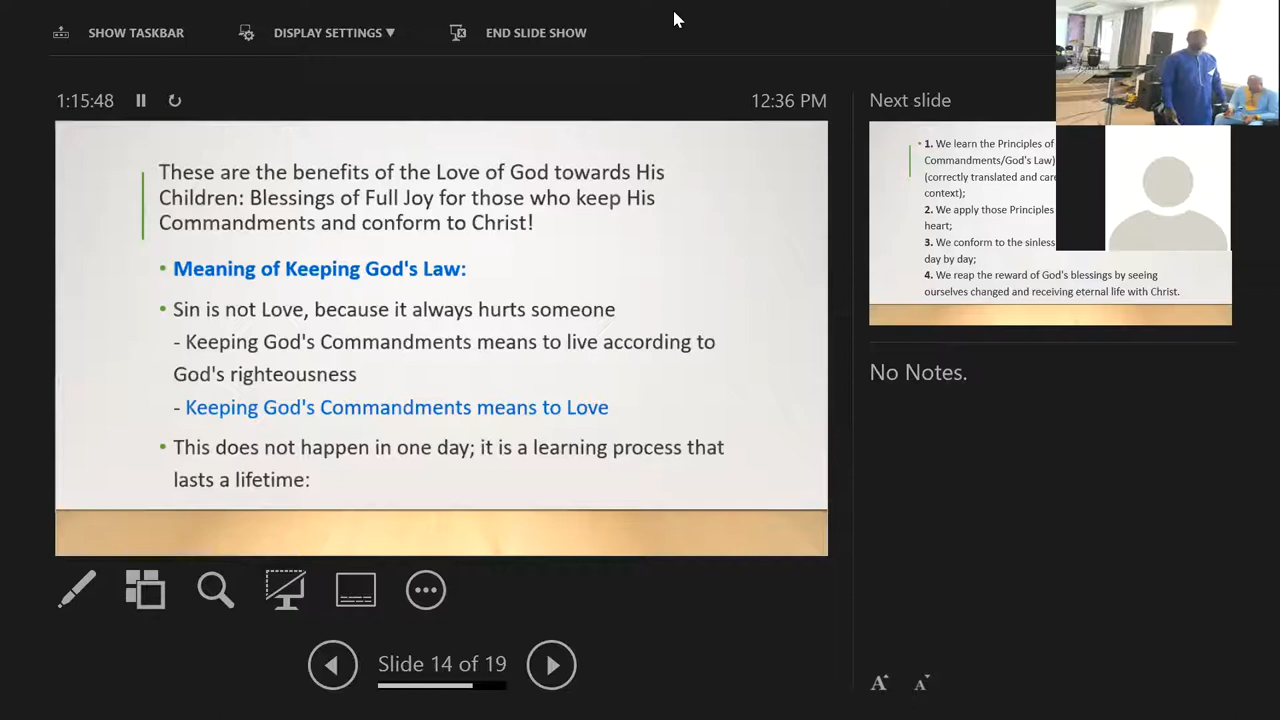 SHOW TASKBAR
DISPLAY SETTINGS ▼
END SLIDE SHOW
1:15:48
12:36 PM
These are the benefits of the Love of God towards His
Children: Blessings of Full Joy for those who keep His
Commandments and conform to Christ!
• Meaning of Keeping God's Law:
• Sin is not Love, because it always hurts someone
- Keeping God's Commandments means to live according to
God's righteousness
- Keeping God's Commandments means to Love
• This does not happen in one day; it is a learning process that
lasts a lifetime:
Slide 14 of 19
Next slide
• 1. We learn the Principles of
Commandments/God's Law)
(correctly translated and care
context);
2. We apply those Principles
heart;
3. We conform to the sinless
day by day;
4. We reap the reward of God's blessings by seeing
ourselves changed and receiving eternal life with Christ.
No Notes.
A A